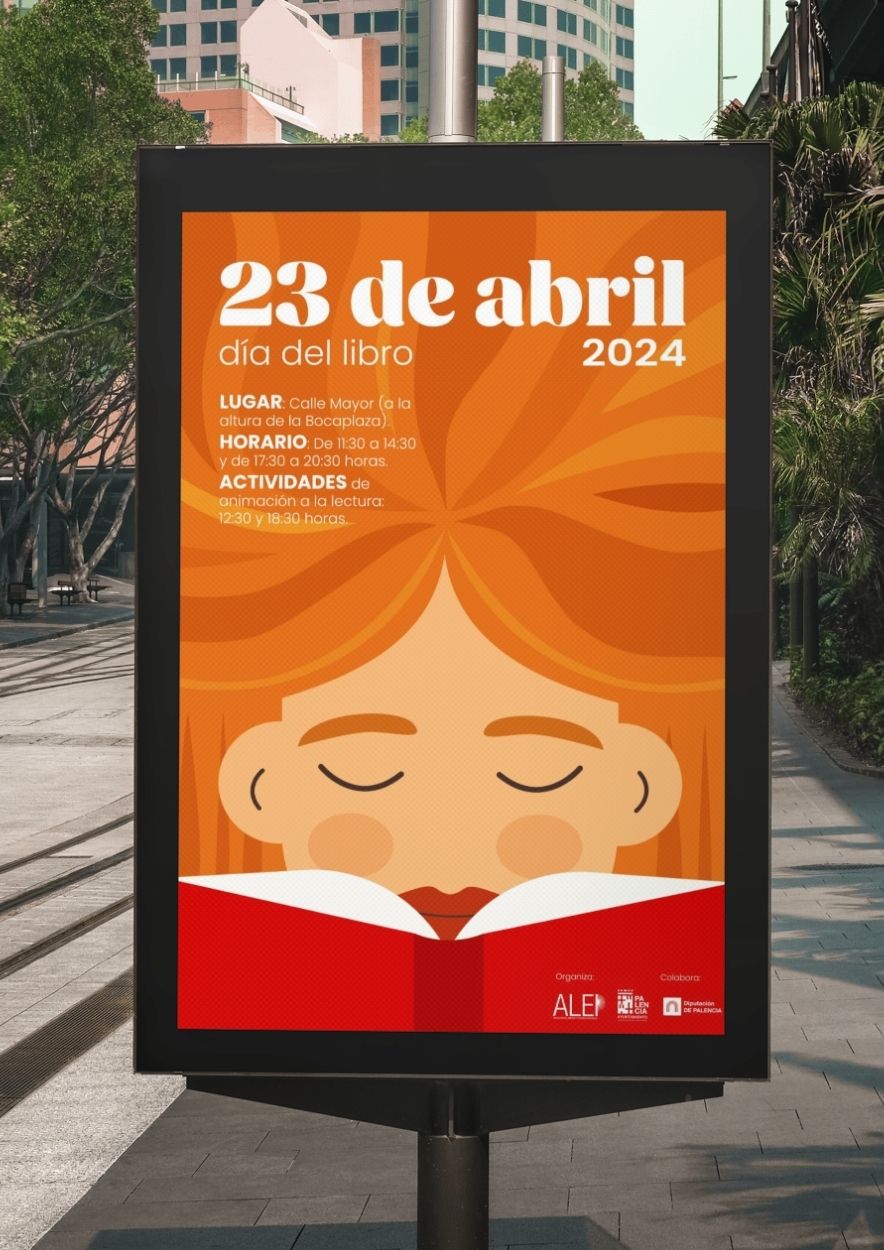 23 de abril
día del libro
2024
LUGAR: Calle Mayor (a la
altura de la Bocaplaza).
HORARIO: De 11:30 a 14:30
y de 17:30 a 20:30 horas.
ACTIVIDADES de
animación a la lectura:
12:30 y 18:30 horas.
Organiza:
Colabora:
ALEP
PA
LEN
CIA
AYUNTAMIENTO
Diputación
DE PALENCIA